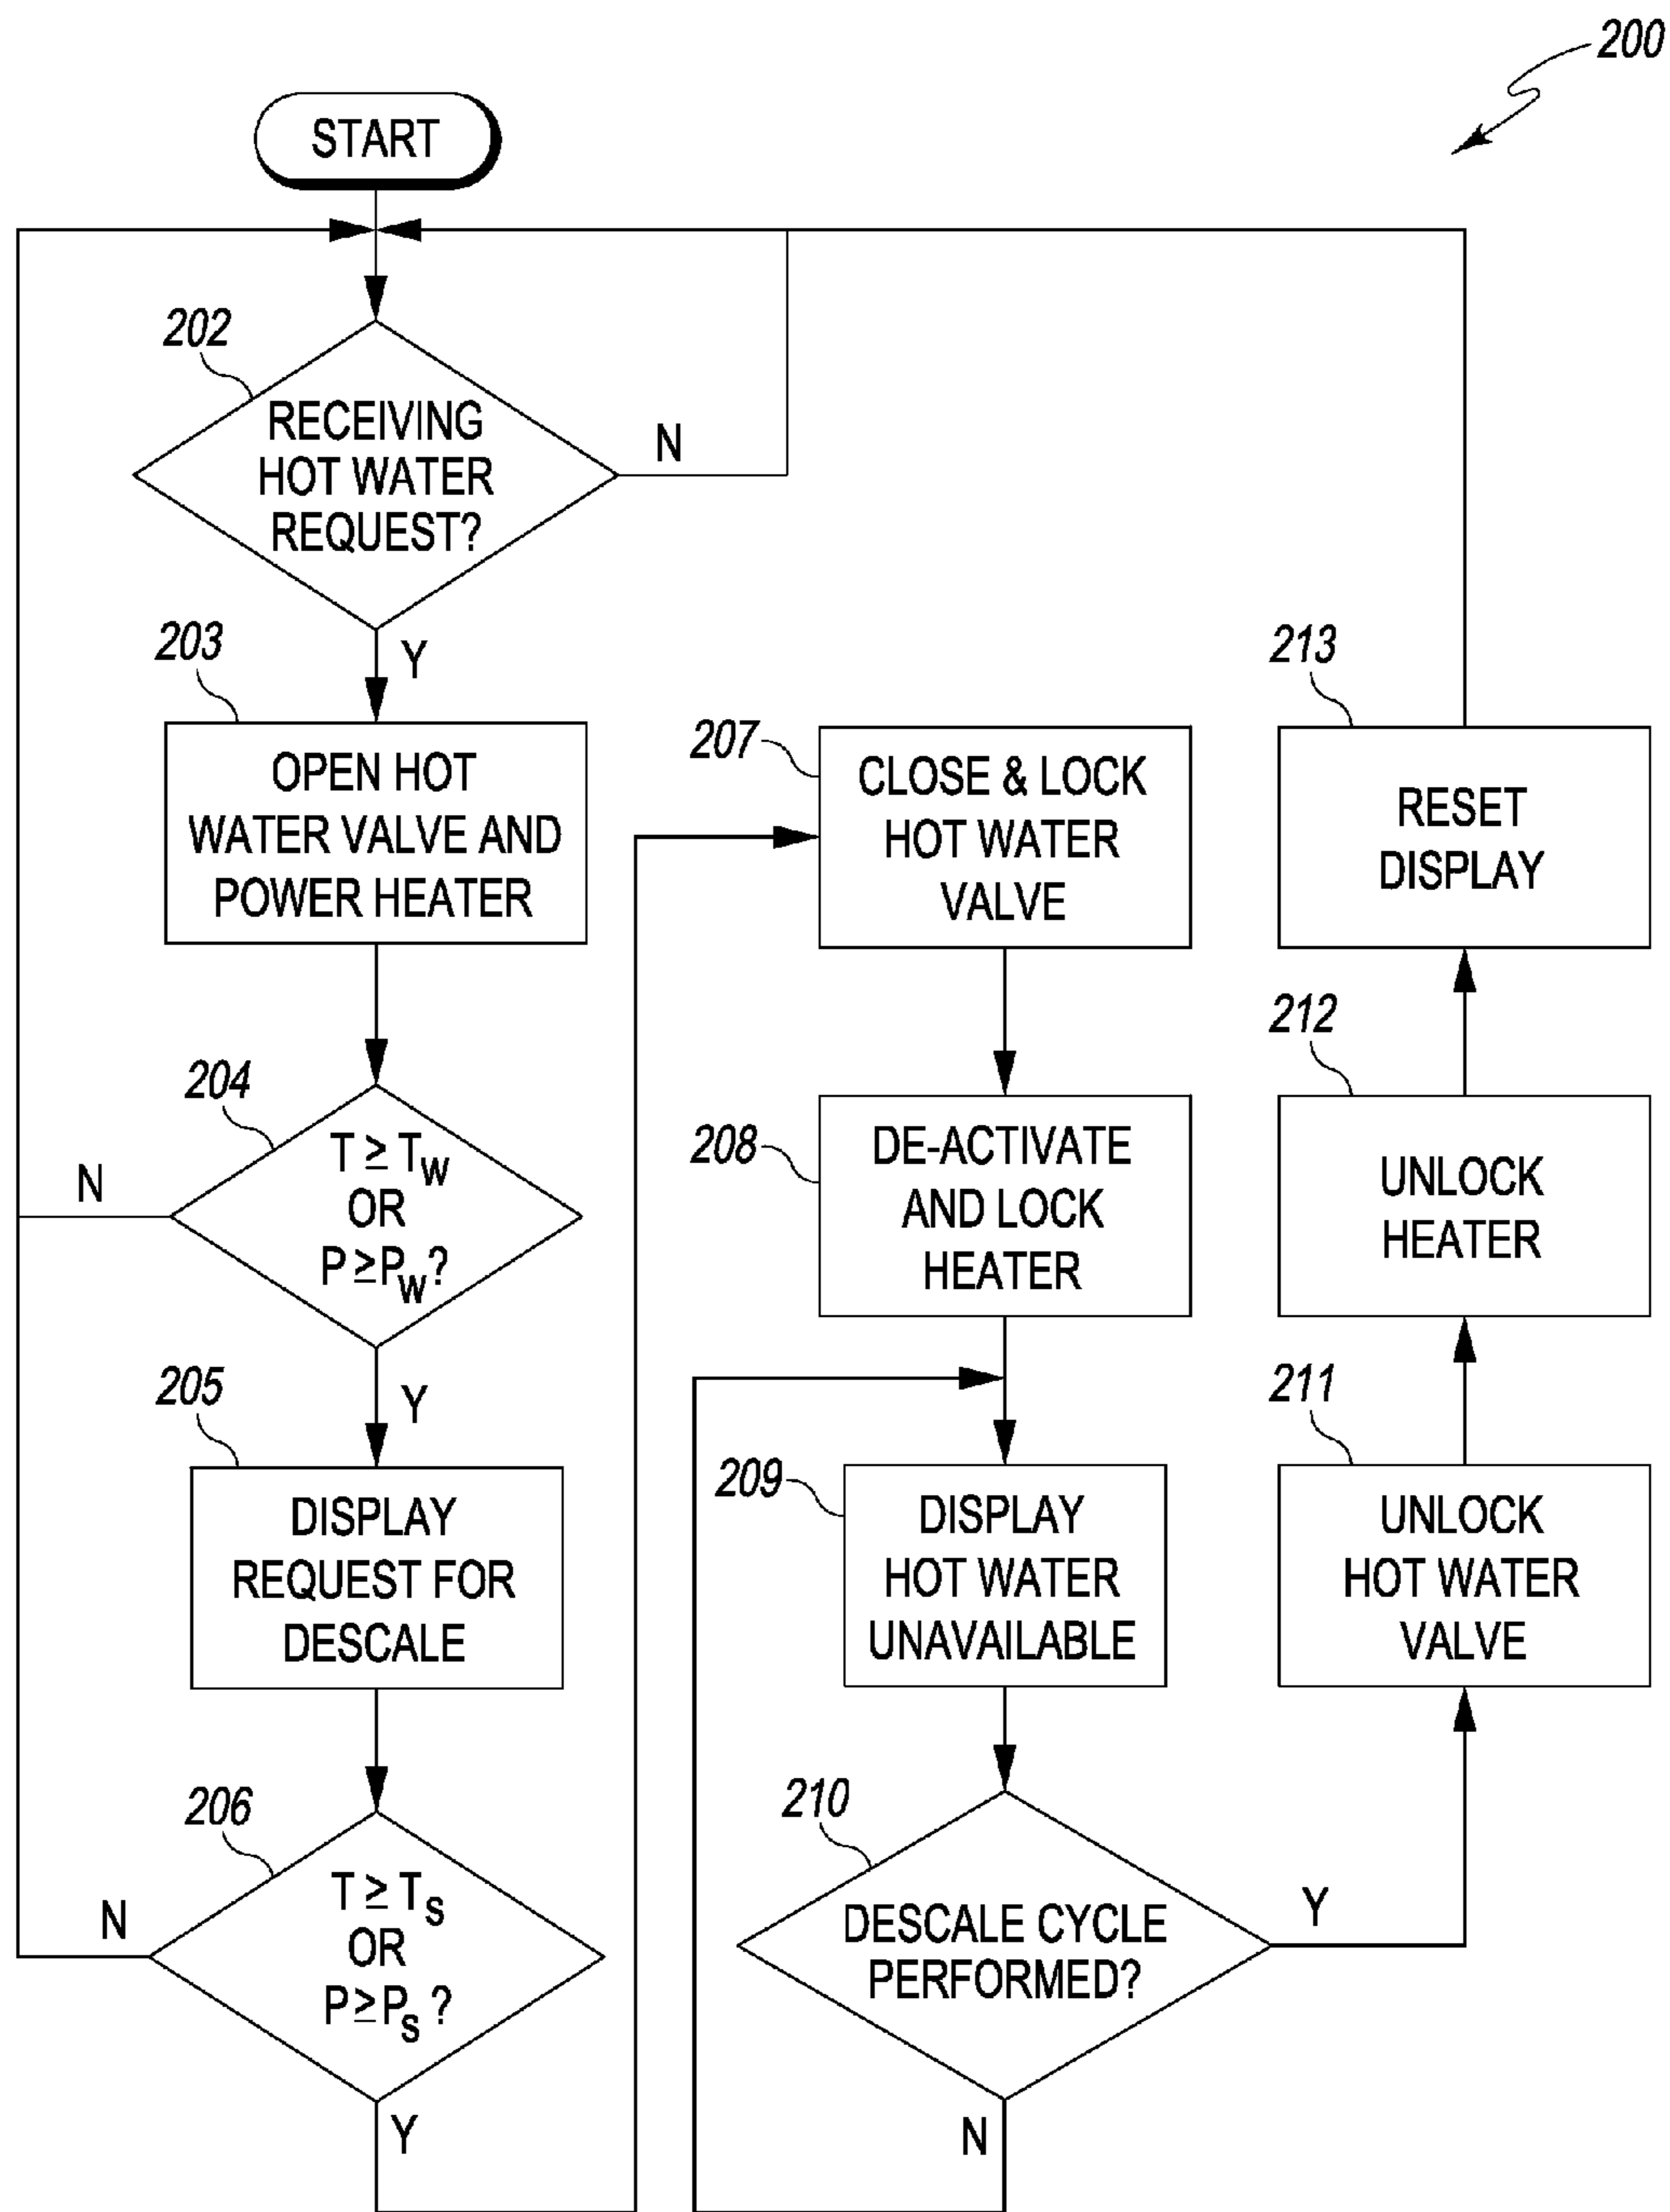 200
START
202
RECEIVING
HOT WATER
REQUEST?
N
Y
203
OPEN HOT
WATER VALVE AND
POWER HEATER
204
T ≥ TW
OR
P ≥ PW?
N
Y
205
DISPLAY
REQUEST FOR
DESCALE
206
T ≥ TS
OR
P ≥ PS?
N
Y
207
CLOSE & LOCK
HOT WATER
VALVE
208
DE-ACTIVATE
AND LOCK
HEATER
209
DISPLAY
HOT WATER
UNAVAILABLE
210
DESCALE CYCLE
PERFORMED?
N
Y
211
UNLOCK
HOT WATER
VALVE
212
UNLOCK
HEATER
213
RESET
DISPLAY